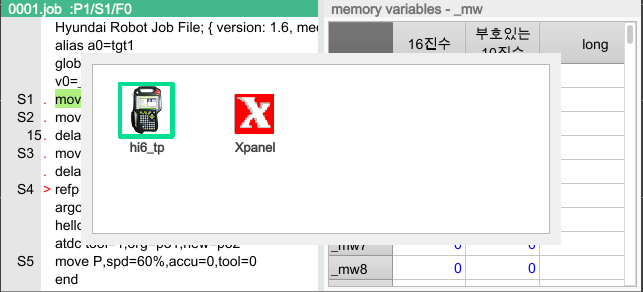 0001.job :P1/S1/F0
Hyundai Robot Job File; { version: 1.6, mec
alias a0=tgt1
glob
v0=_
S1 . mov
S2 . mov
15. dela
S3 . mov
. dela
S4 > refp
argo
hello
S5 move P,spd=60%,accu=0,tool=0
end
hi6_tp
Xpanel
memory variables - _mw
16진수
부호있는
10진수
long
_mw7 0 0
_mw8 0 0